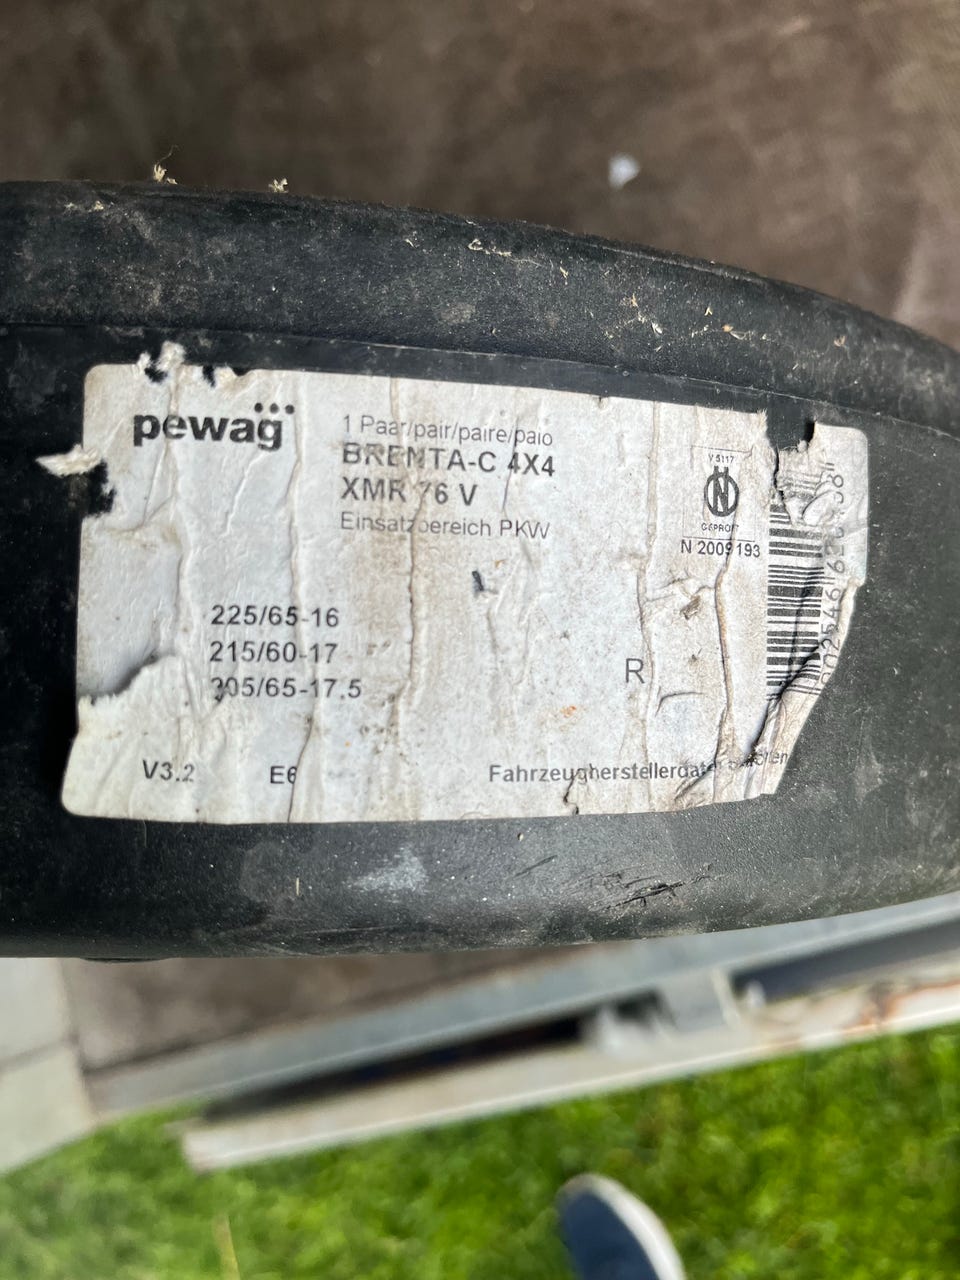 pewag
1 Paar/pair/paire/paio
BRENTA-C 4X4
XMR 76 V
Einsatzbereich PKW
V 5117
GEPRÜFT
N 2009193
225/65-16
215/60-17
205/65-17.5
R
V3.2 E6